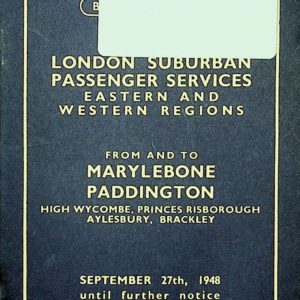 LONDON SUBURBAN
PASSENGER SERVICES
EASTERN AND
WESTERN REGIONS
FROM AND TO
MARYLEBONE
PADDINGTON
HIGH WYCOMBE, PRINCES RISBOROUGH
AYLESBURY, BRACKLEY
SEPTEMBER 27th, 1948
until further notice